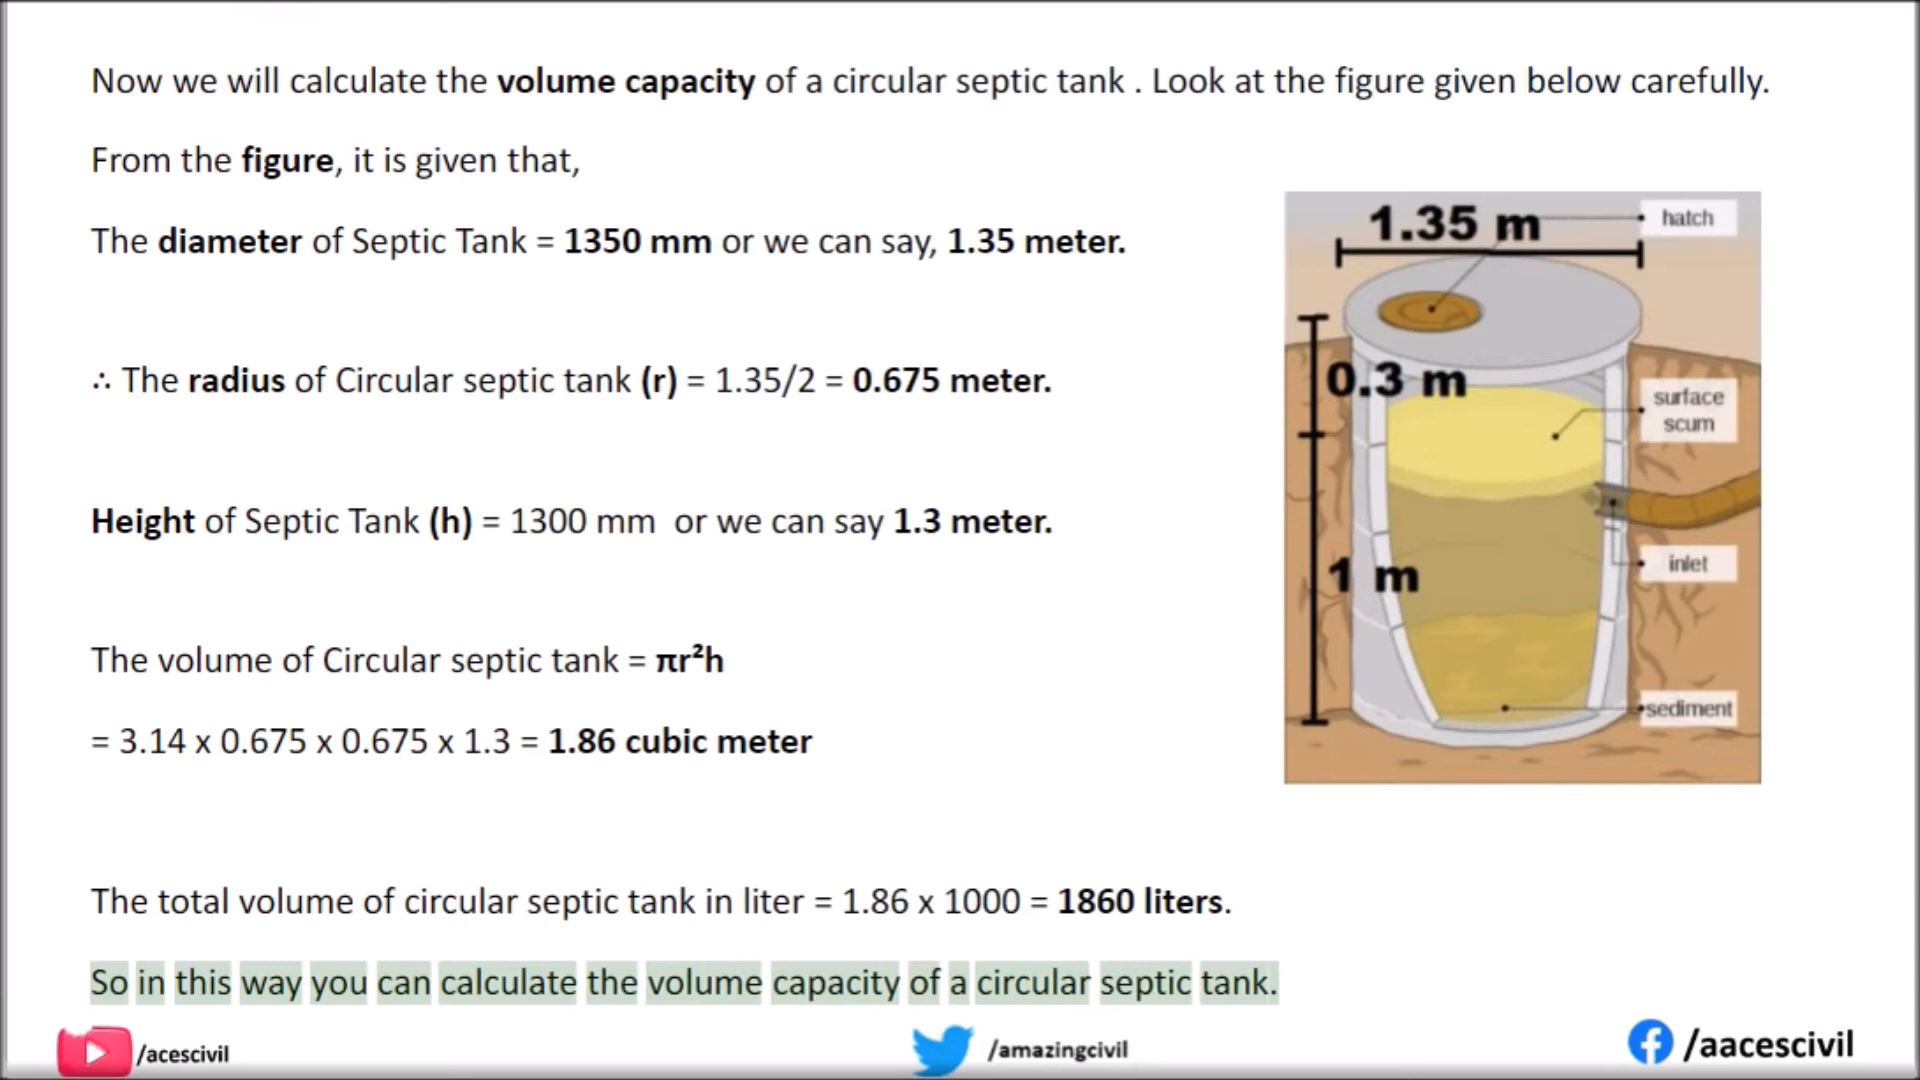 Now we will calculate the volume capacity of a circular septic tank . Look at the figure given below carefully.
From the figure, it is given that,
The diameter of Septic Tank = 1350 mm or we can say, 1.35 meter.
∴ The radius of Circular septic tank (r) = 1.35/2 = 0.675 meter.
Height of Septic Tank (h) = 1300 mm or we can say 1.3 meter.
The volume of Circular septic tank = πr²h
= 3.14 x 0.675 x 0.675 x 1.3 = 1.86 cubic meter
The total volume of circular septic tank in liter = 1.86 x 1000 = 1860 liters.
So in this way you can calculate the volume capacity of a circular septic tank.
1.35 m
hatch
0.3 m
surface
scum
inlet
1 m
sediment
/acescivil
/amazingcivil
/aacescivil